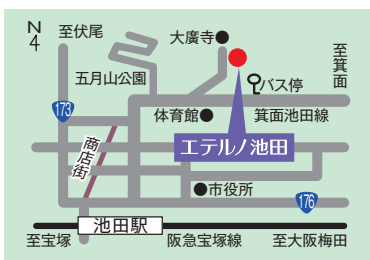 N
4
至伏尾
大廣寺
至箕面
五月山公園
バス停
173
体育館
箕面池田線
エテルノ池田
商店街
市役所
176
池田駅
至宝塚
阪急宝塚線
至大阪梅田